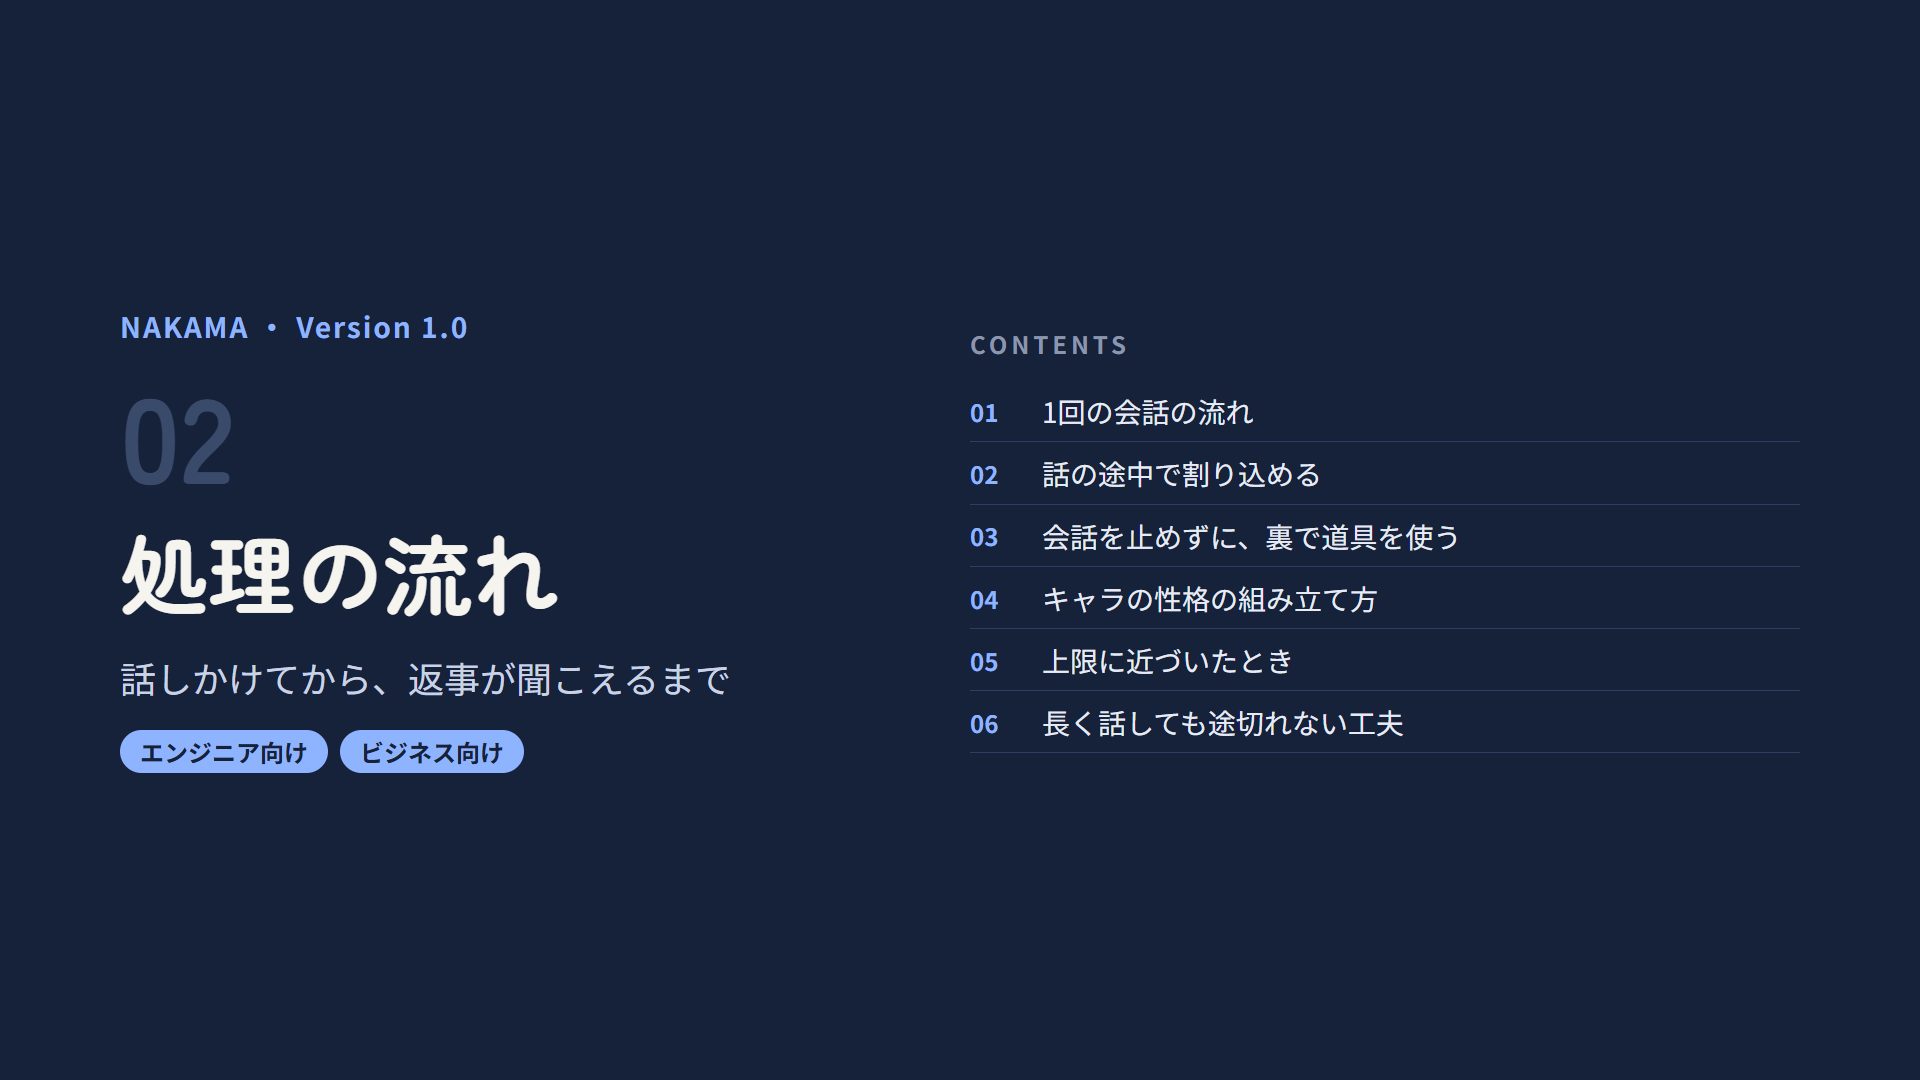 NAKAMA ・ Version 1.0
02
処理の流れ
話しかけてから、返事が聞こえるまで
エンジニア向け ビジネス向け
CONTENTS
01 1回の会話の流れ
02 話の途中で割り込める
03 会話を止めずに、裏で道具を使う
04 キャラの性格の組み立て方
05 上限に近づいたとき
06 長く話しても途切れない工夫